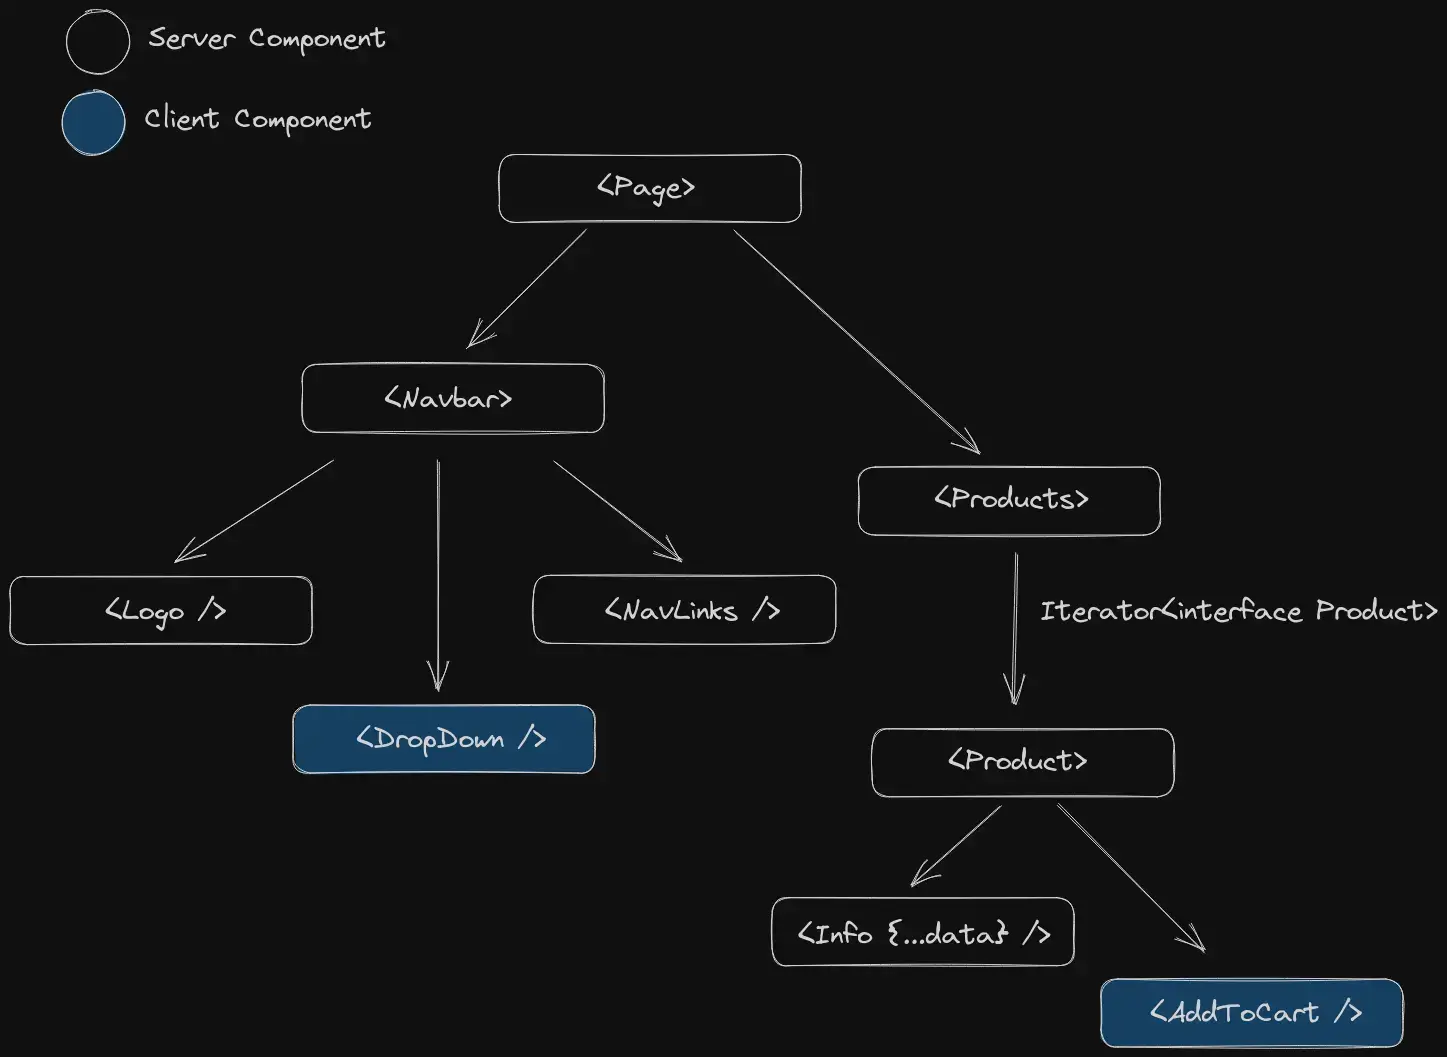 Server Component
Client Component
<Page>
<Navbar>
<Products>
<Logo />
<NavLinks />
Iterator<interface Product>
<DropDown />
<Product>
<Info {...data} />
<AddToCart />